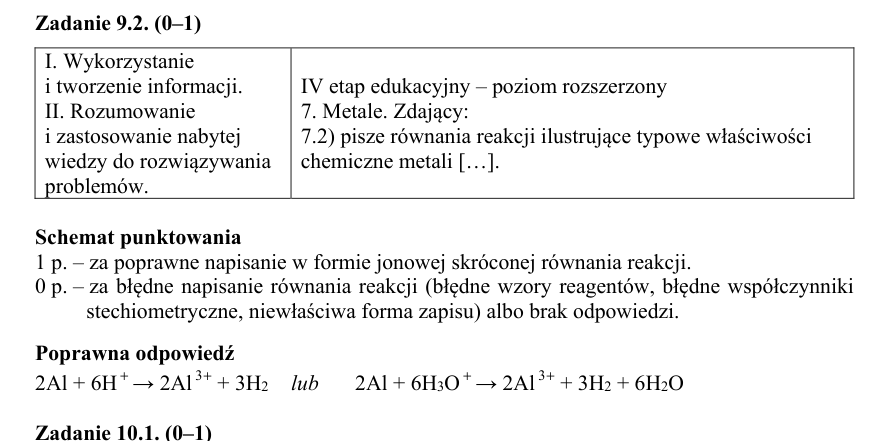 Zadanie 9.2. (0–1)
I. Wykorzystanie
i tworzenie informacji.
II. Rozumowanie
i zastosowanie nabytej
wiedzy do rozwiązywania
problemów.
IV etap edukacyjny – poziom rozszerzony
7. Metale. Zdający:
7.2) pisze równania reakcji ilustrujące typowe właściwości
chemiczne metali […].
Schemat punktowania
1 p. – za poprawne napisanie w formie jonowej skróconej równania reakcji.
0 p. – za błędne napisanie równania reakcji (błędne wzory reagentów, błędne współczynniki
stechiometryczne, niewłaściwa forma zapisu) albo brak odpowiedzi.
Poprawna odpowiedź
2Al + 6H⁺ → 2Al³⁺ + 3H₂ lub 2Al + 6H₃O⁺ → 2Al³⁺ + 3H₂ + 6H₂O
Zadanie 10.1. (0–1)